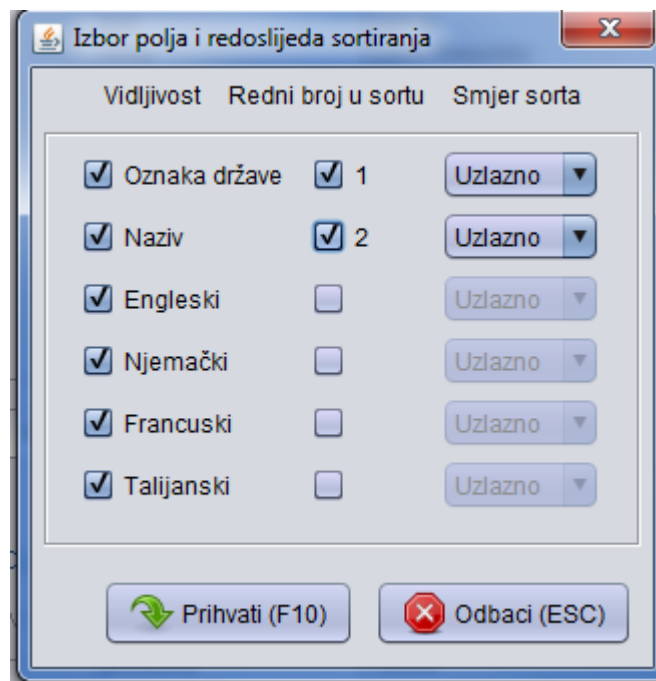 Izbor polja i redoslijeda sortiranja
Vidljivost Redni broj u sortu Smjer sorta
Oznaka države 1 Uzlazno
Naziv 2 Uzlazno
Engleski Uzlazno
Njemački Uzlazno
Francuski Uzlazno
Talijanski Uzlazno
Prihvati (F10) Odbaci (ESC)